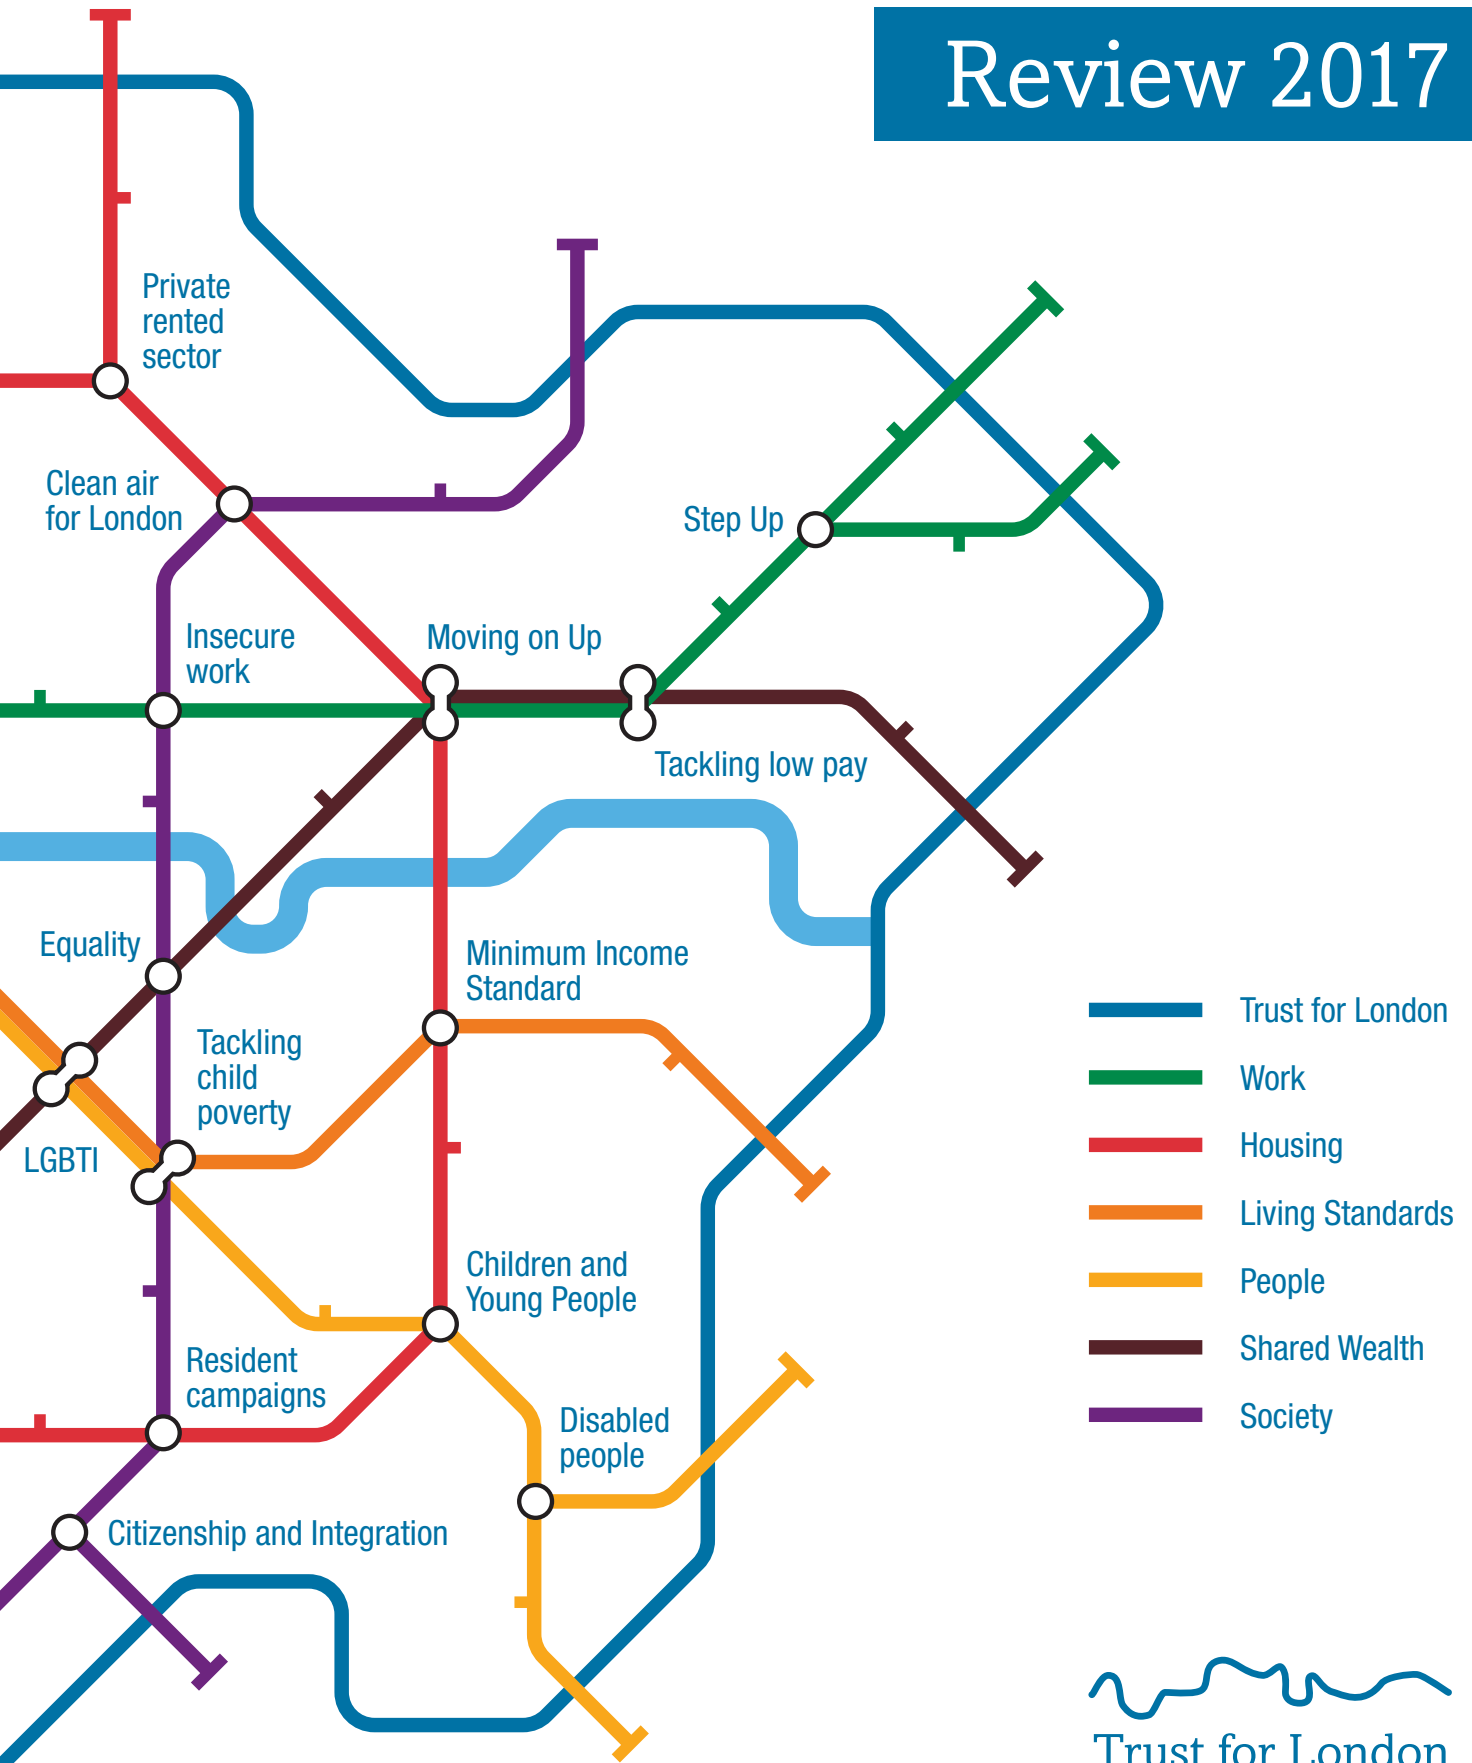 Review 2017
Private
rented
sector
Clean air
for London
Step Up
Insecure
work
Moving on Up
Tackling low pay
Equality
Minimum Income
Standard
Tackling
child
poverty
LGBTI
Children and
Young People
Resident
campaigns
Disabled
people
Citizenship and Integration
Trust for London
Work
Housing
Living Standards
People
Shared Wealth
Society
Trust for London